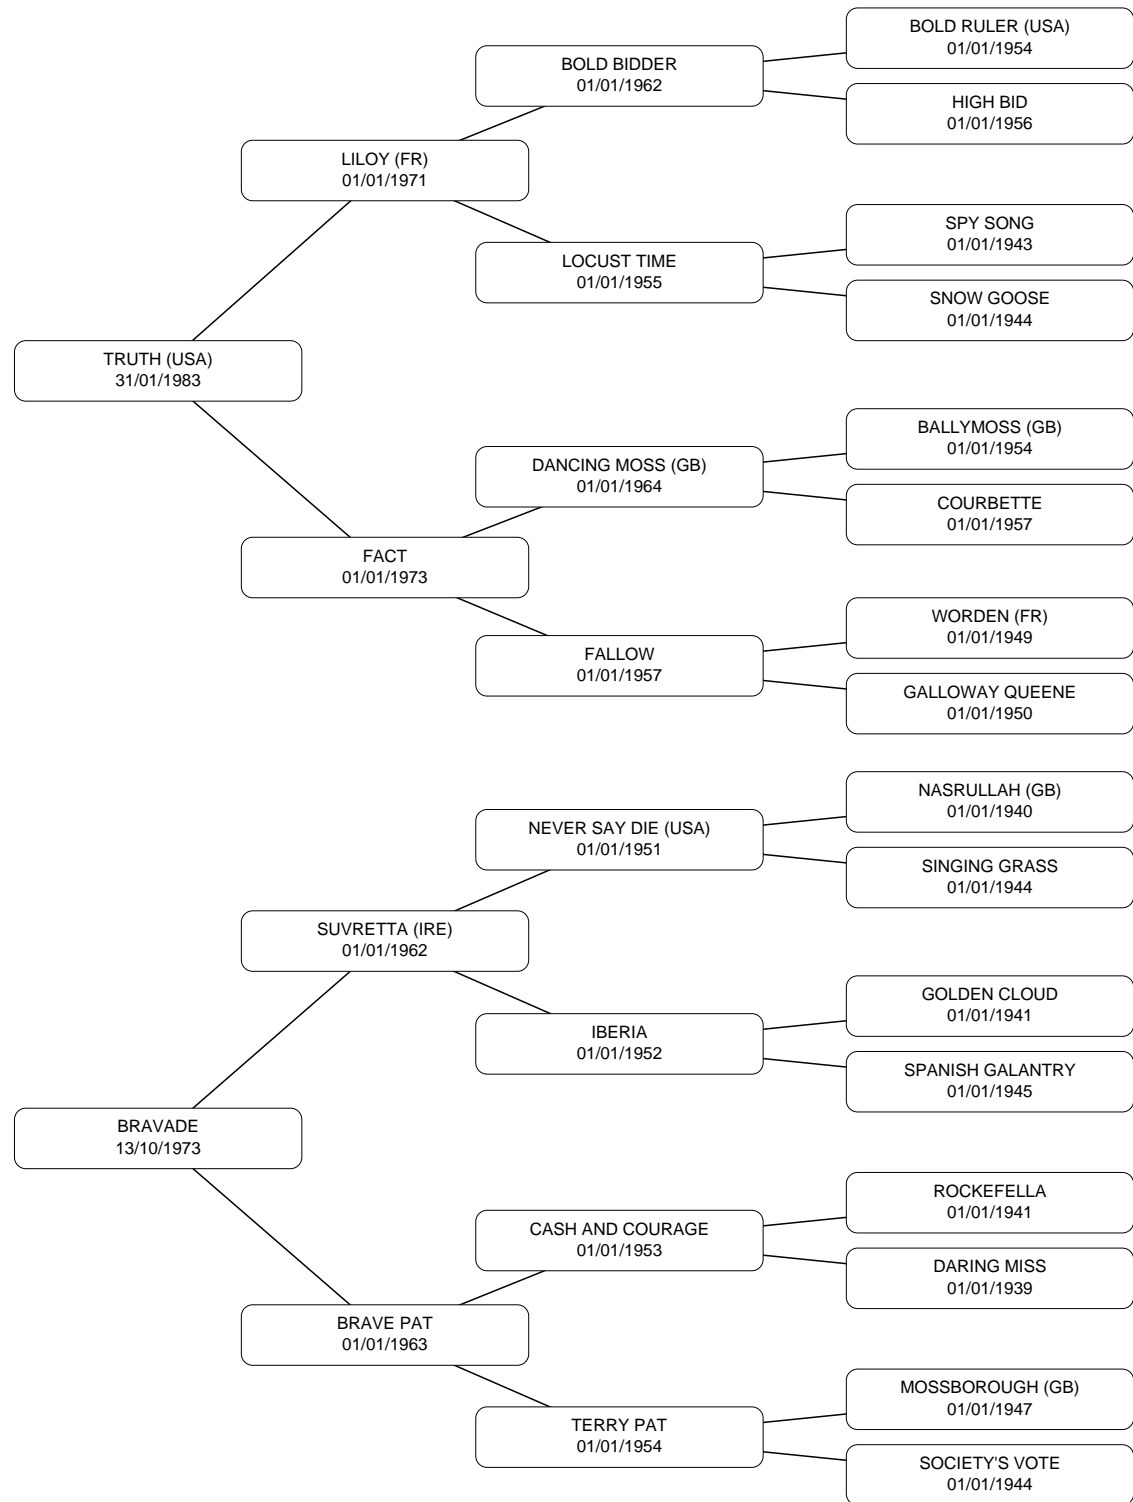 BOLD RULER (USA)
01/01/1954
BOLD BIDDER
01/01/1962
HIGH BID
01/01/1956
LILOY (FR)
01/01/1971
SPY SONG
01/01/1943
LOCUST TIME
01/01/1955
SNOW GOOSE
01/01/1944
TRUTH (USA)
31/01/1983
BALLYMOSS (GB)
01/01/1954
DANCING MOSS (GB)
01/01/1964
COURBETTE
01/01/1957
FACT
01/01/1973
WORDEN (FR)
01/01/1949
FALLOW
01/01/1957
GALLOWAY QUEENE
01/01/1950
NASRULLAH (GB)
01/01/1940
NEVER SAY DIE (USA)
01/01/1951
SINGING GRASS
01/01/1944
SUVRETTA (IRE)
01/01/1962
GOLDEN CLOUD
01/01/1941
IBERIA
01/01/1952
SPANISH GALANTRY
01/01/1945
BRAVADE
13/10/1973
ROCKEFELLA
01/01/1941
CASH AND COURAGE
01/01/1953
DARING MISS
01/01/1939
BRAVE PAT
01/01/1963
MOSSBOROUGH (GB)
01/01/1947
TERRY PAT
01/01/1954
SOCIETY'S VOTE
01/01/1944